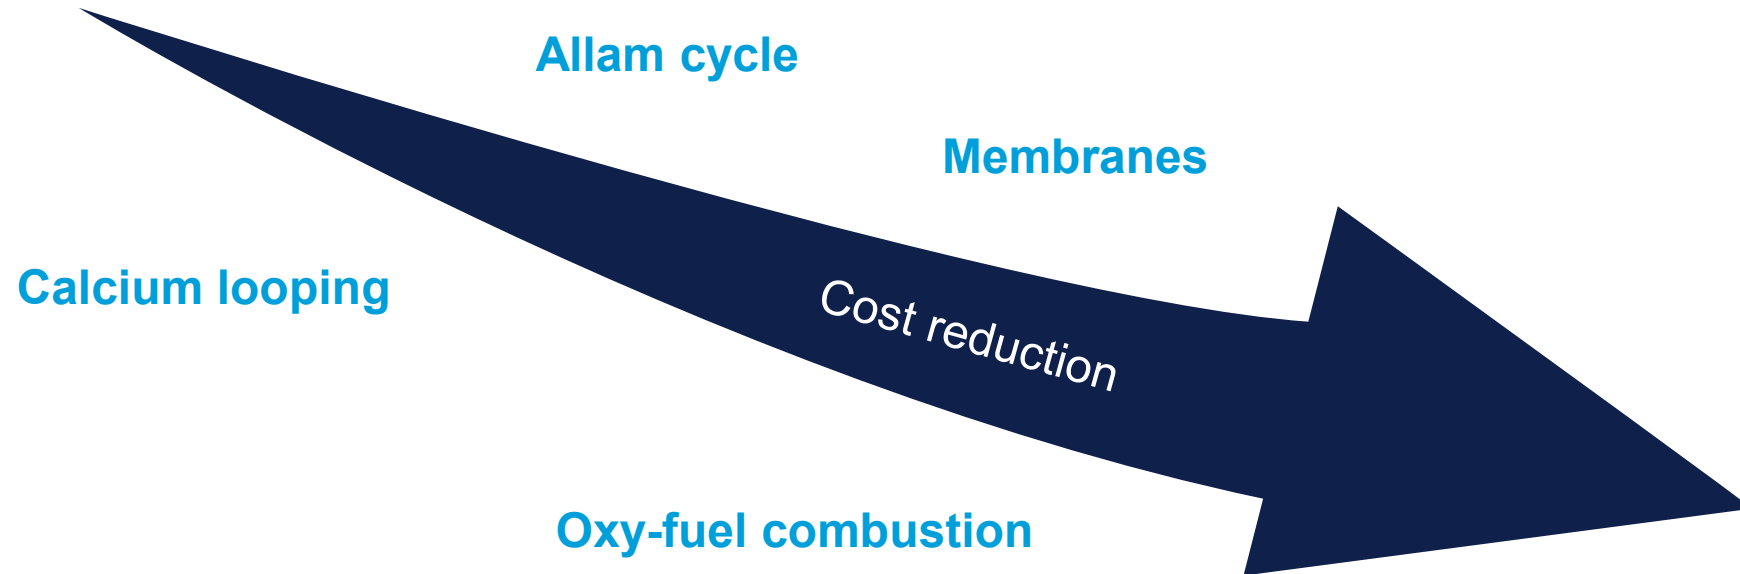 Allam cycle
Membranes
Calcium looping
Cost reduction
Oxy-fuel combustion